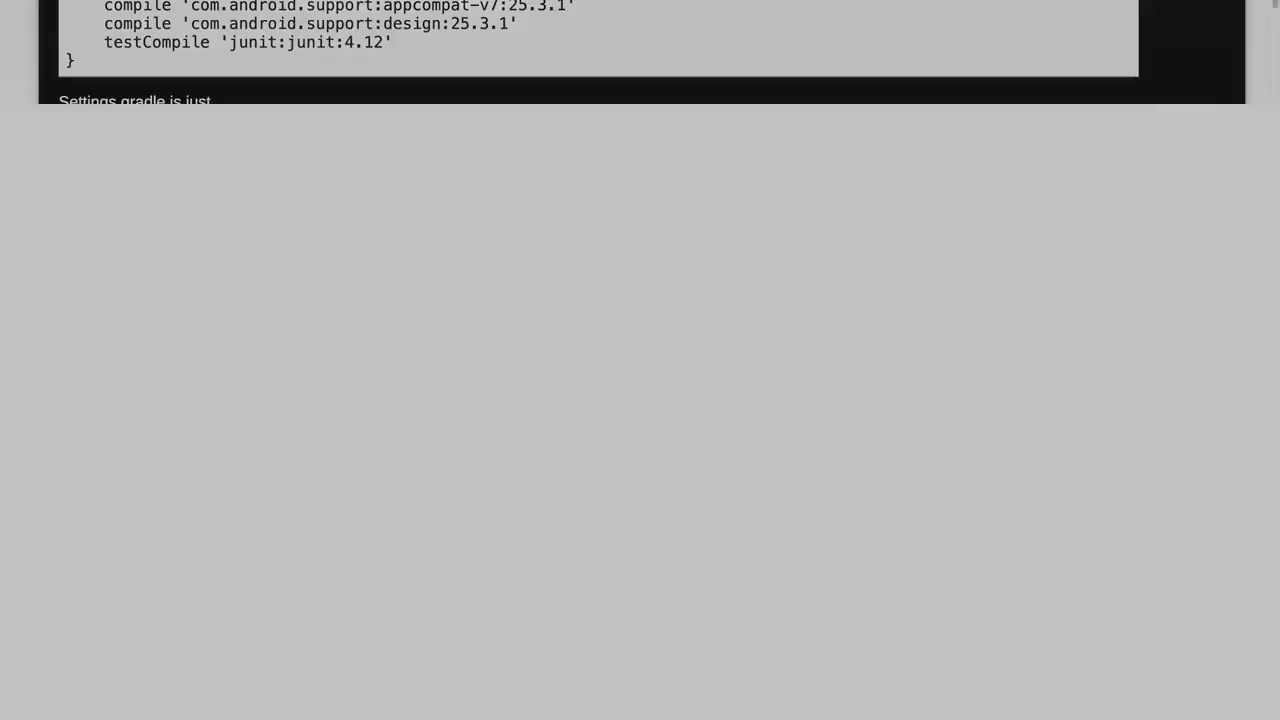 compile 'com.android.support:appcompat-v7:25.3.1'
compile 'com.android.support:design:25.3.1'
testCompile 'junit:junit:4.12'
}
Settings gradle is just